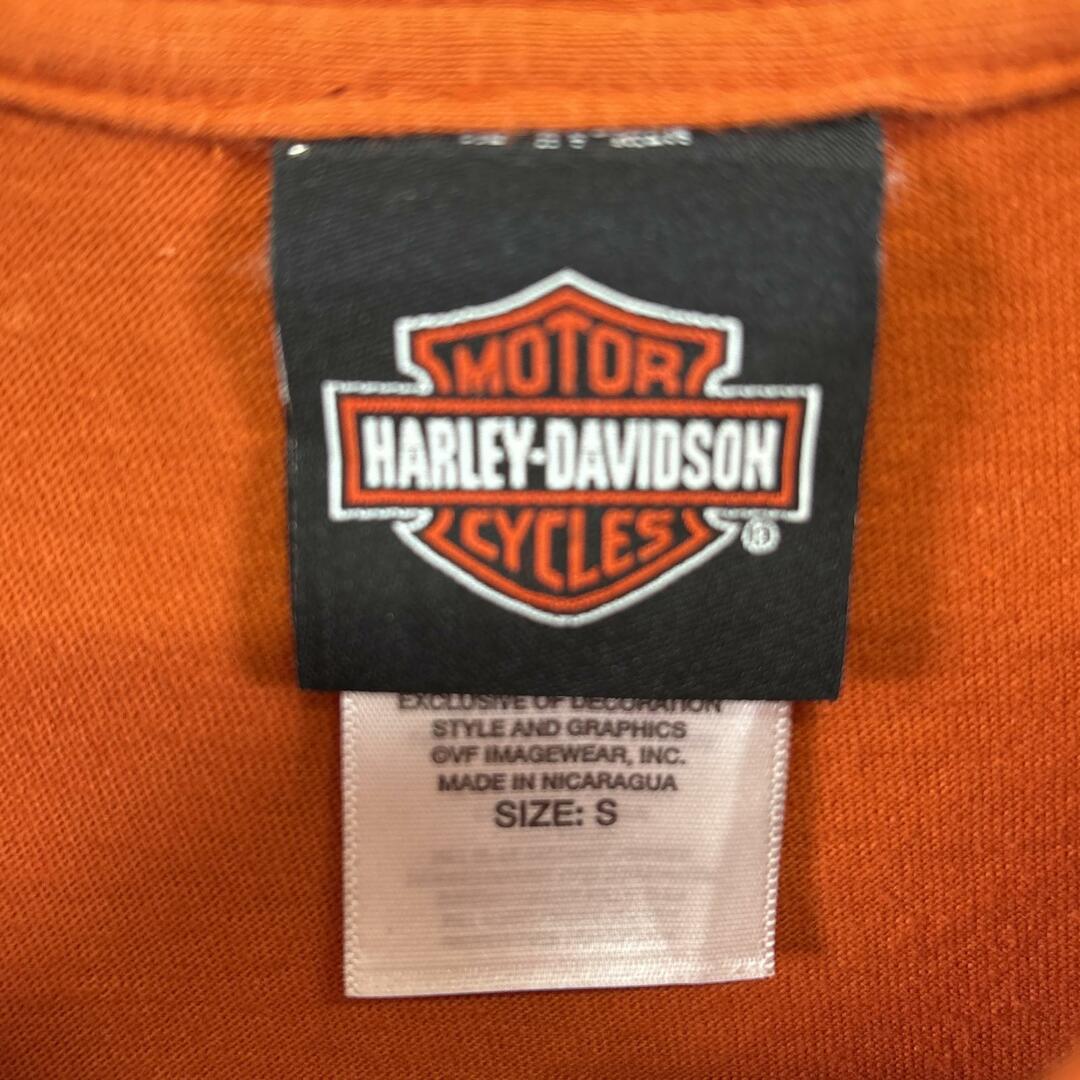 MOTOR
HARLEY-DAVIDSON
CYCLES
®
EXCLUSIVE OF DECORATION
STYLE AND GRAPHICS
©VF IMAGEWEAR, INC.
MADE IN NICARAGUA
SIZE: S